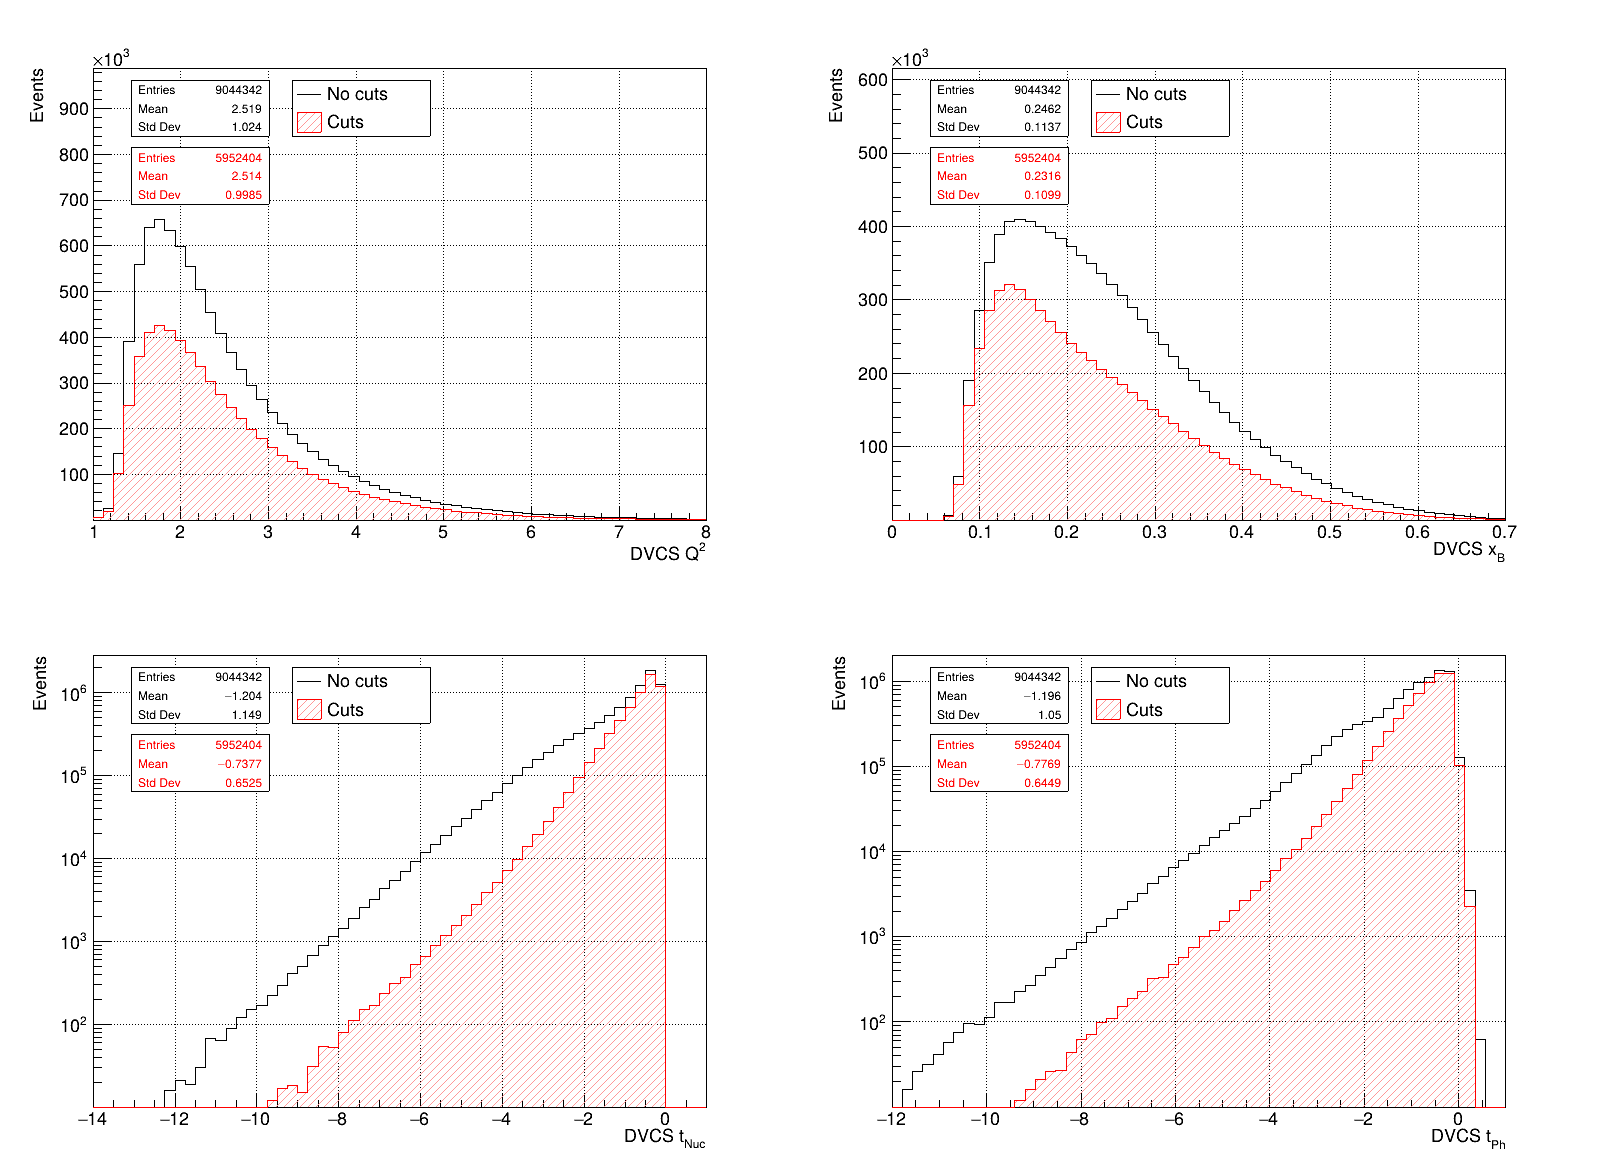 ×10³
Events
900
800
700
600
500
400
300
200
100
1 2 3 4 5 6 7 8
DVCS Q²
Entries 9044342
Mean 2.519
Std Dev 1.024
Entries 5952404
Mean 2.514
Std Dev 0.9985
No cuts
Cuts
×10³
Events
600
500
400
300
200
100
0 0.1 0.2 0.3 0.4 0.5 0.6 0.7
DVCS x_B
Entries 9044342
Mean 0.2462
Std Dev 0.1137
Entries 5952404
Mean 0.2316
Std Dev 0.1099
No cuts
Cuts
Events
10⁶
10⁵
10⁴
10³
10²
−14 −12 −10 −8 −6 −4 −2 0
DVCS t_Nuc
Entries 9044342
Mean −1.204
Std Dev 1.149
Entries 5952404
Mean −0.7377
Std Dev 0.6525
No cuts
Cuts
Events
10⁶
10⁵
10⁴
10³
10²
−12 −10 −8 −6 −4 −2 0
DVCS t_Ph
Entries 9044342
Mean −1.196
Std Dev 1.05
Entries 5952404
Mean −0.7769
Std Dev 0.6449
No cuts
Cuts